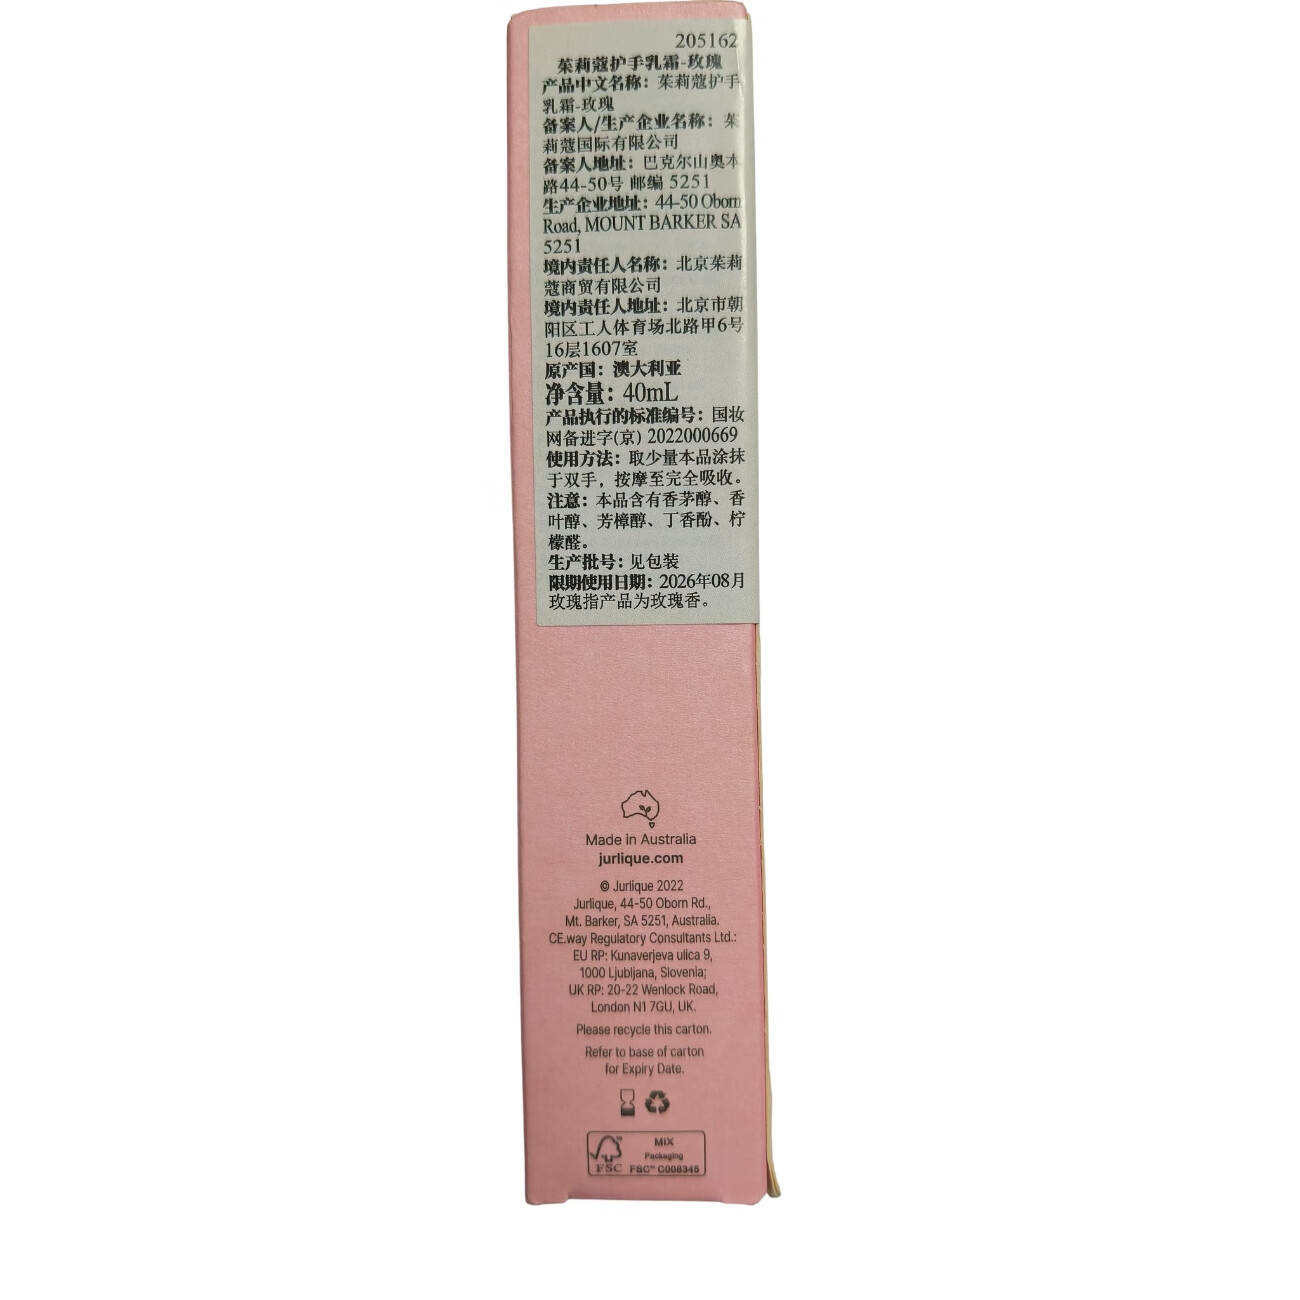 205162
茱莉蔻护手乳霜-玫瑰
产品中文名称：茱莉蔻护手
乳霜-玫瑰
备案人/生产企业名称：茱
莉蔻国际有限公司
备案人地址：巴克尔山奥本
路44-50号 邮编 5251
生产企业地址：44-50 Oborn
Road, MOUNT BARKER SA
5251
境内责任人名称：北京茱莉
蔻商贸有限公司
境内责任人地址：北京市朝
阳区工人体育场北路甲6号
16层1607室
原产国：澳大利亚
净含量：40mL
产品执行的标准编号：国妆
网备进字(京) 2022000669
使用方法：取少量本品涂抹
于双手，按摩至完全吸收。
注意：本品含有香茅醇、香
叶醇、芳樟醇、丁香酚、柠
檬醛。
生产批号：见包装
限期使用日期：2026年08月
玫瑰指产品为玫瑰香。
Made in Australia
jurlique.com
© Jurlique 2022
Jurlique, 44-50 Oborn Rd.,
Mt. Barker, SA 5251, Australia.
CE.way Regulatory Consultants Ltd.:
EU RP: Kunaverjeva ulica 9,
1000 Ljubljana, Slovenia;
UK RP: 20-22 Wenlock Road,
London N1 7GU, UK.
Please recycle this carton.
Refer to base of carton
for Expiry Date.
MIX
Packaging
FSC FSC™ C008345